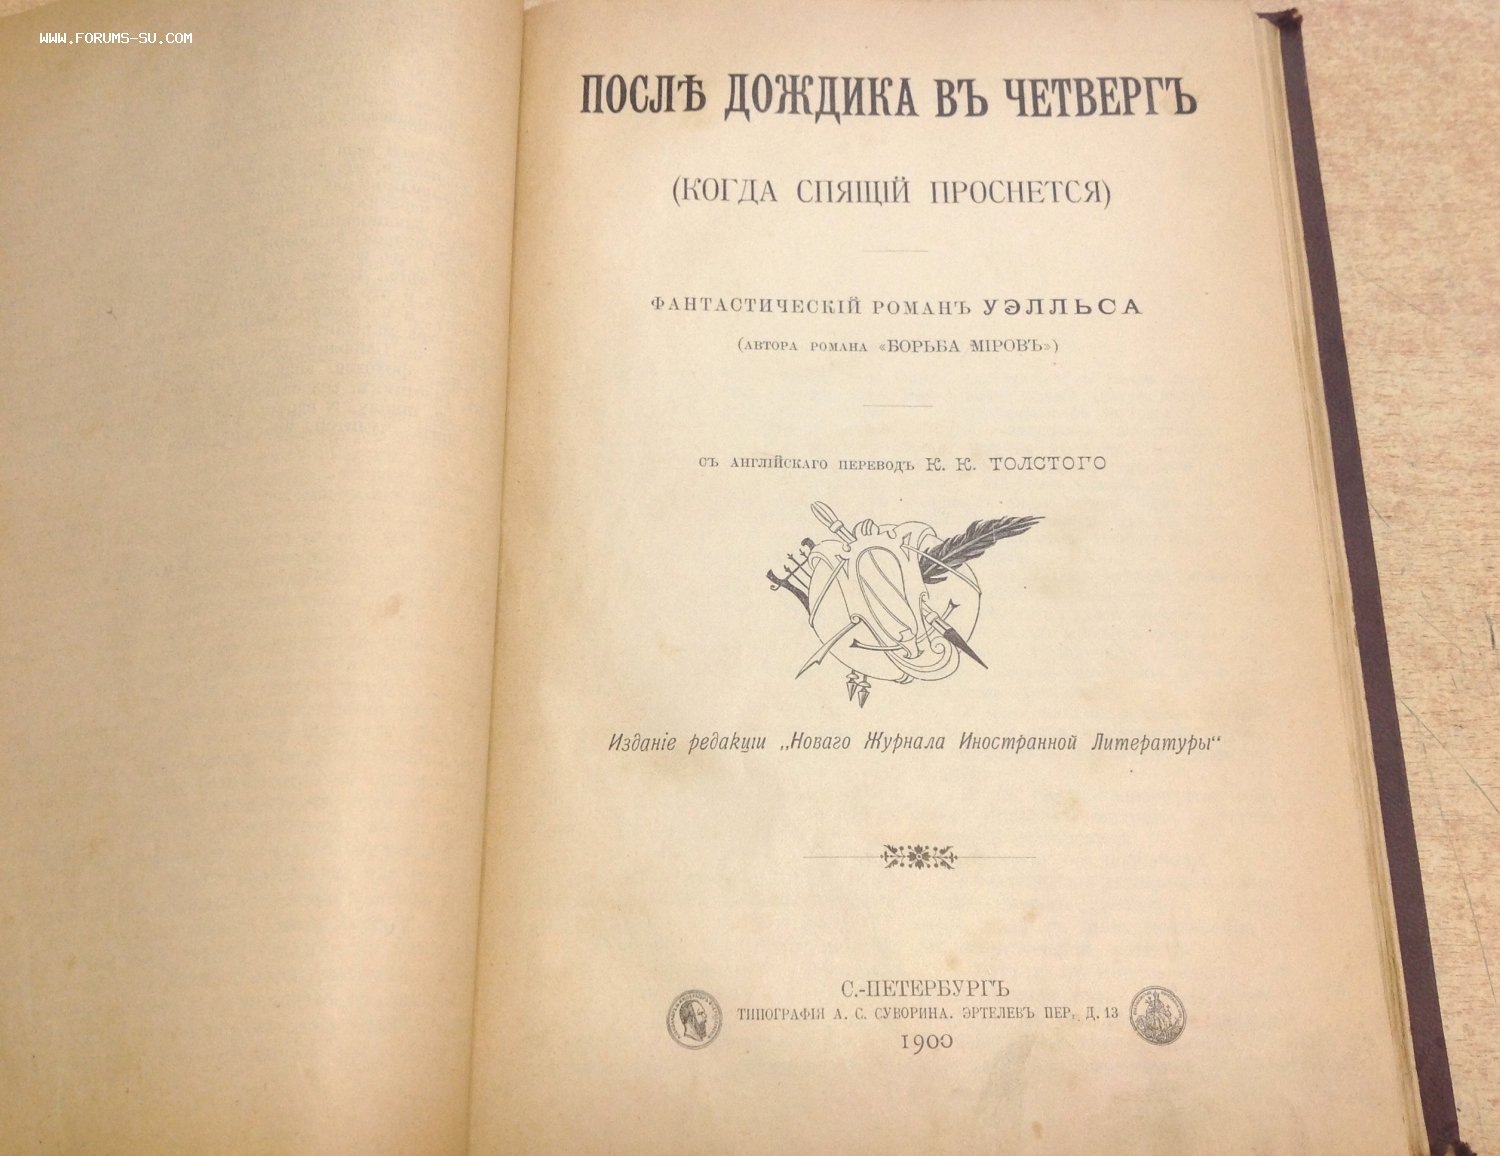 WWW.FORUMS-SU.COM
ПОСЛѢ ДОЖДИКА ВЪ ЧЕТВЕРГЪ
(КОГДА СПЯЩІЙ ПРОСНЕТСЯ)
ФАНТАСТИЧЕСКІЙ РОМАНЪ УЭЛЛЬСА
(АВТОРА РОМАНА «БОРЬБА МІРОВЪ»)
СЪ АНГЛІЙСКАГО ПЕРЕВОДЪ К. К. ТОЛСТОГО
Изданіе редакціи „Новаго Журнала Иностранной Литературы“
С.-ПЕТЕРБУРГЪ
ТИПОГРАФІЯ А. С. СУВОРИНА. ЭРТЕЛЕВЪ ПЕР., Д. 13
1900